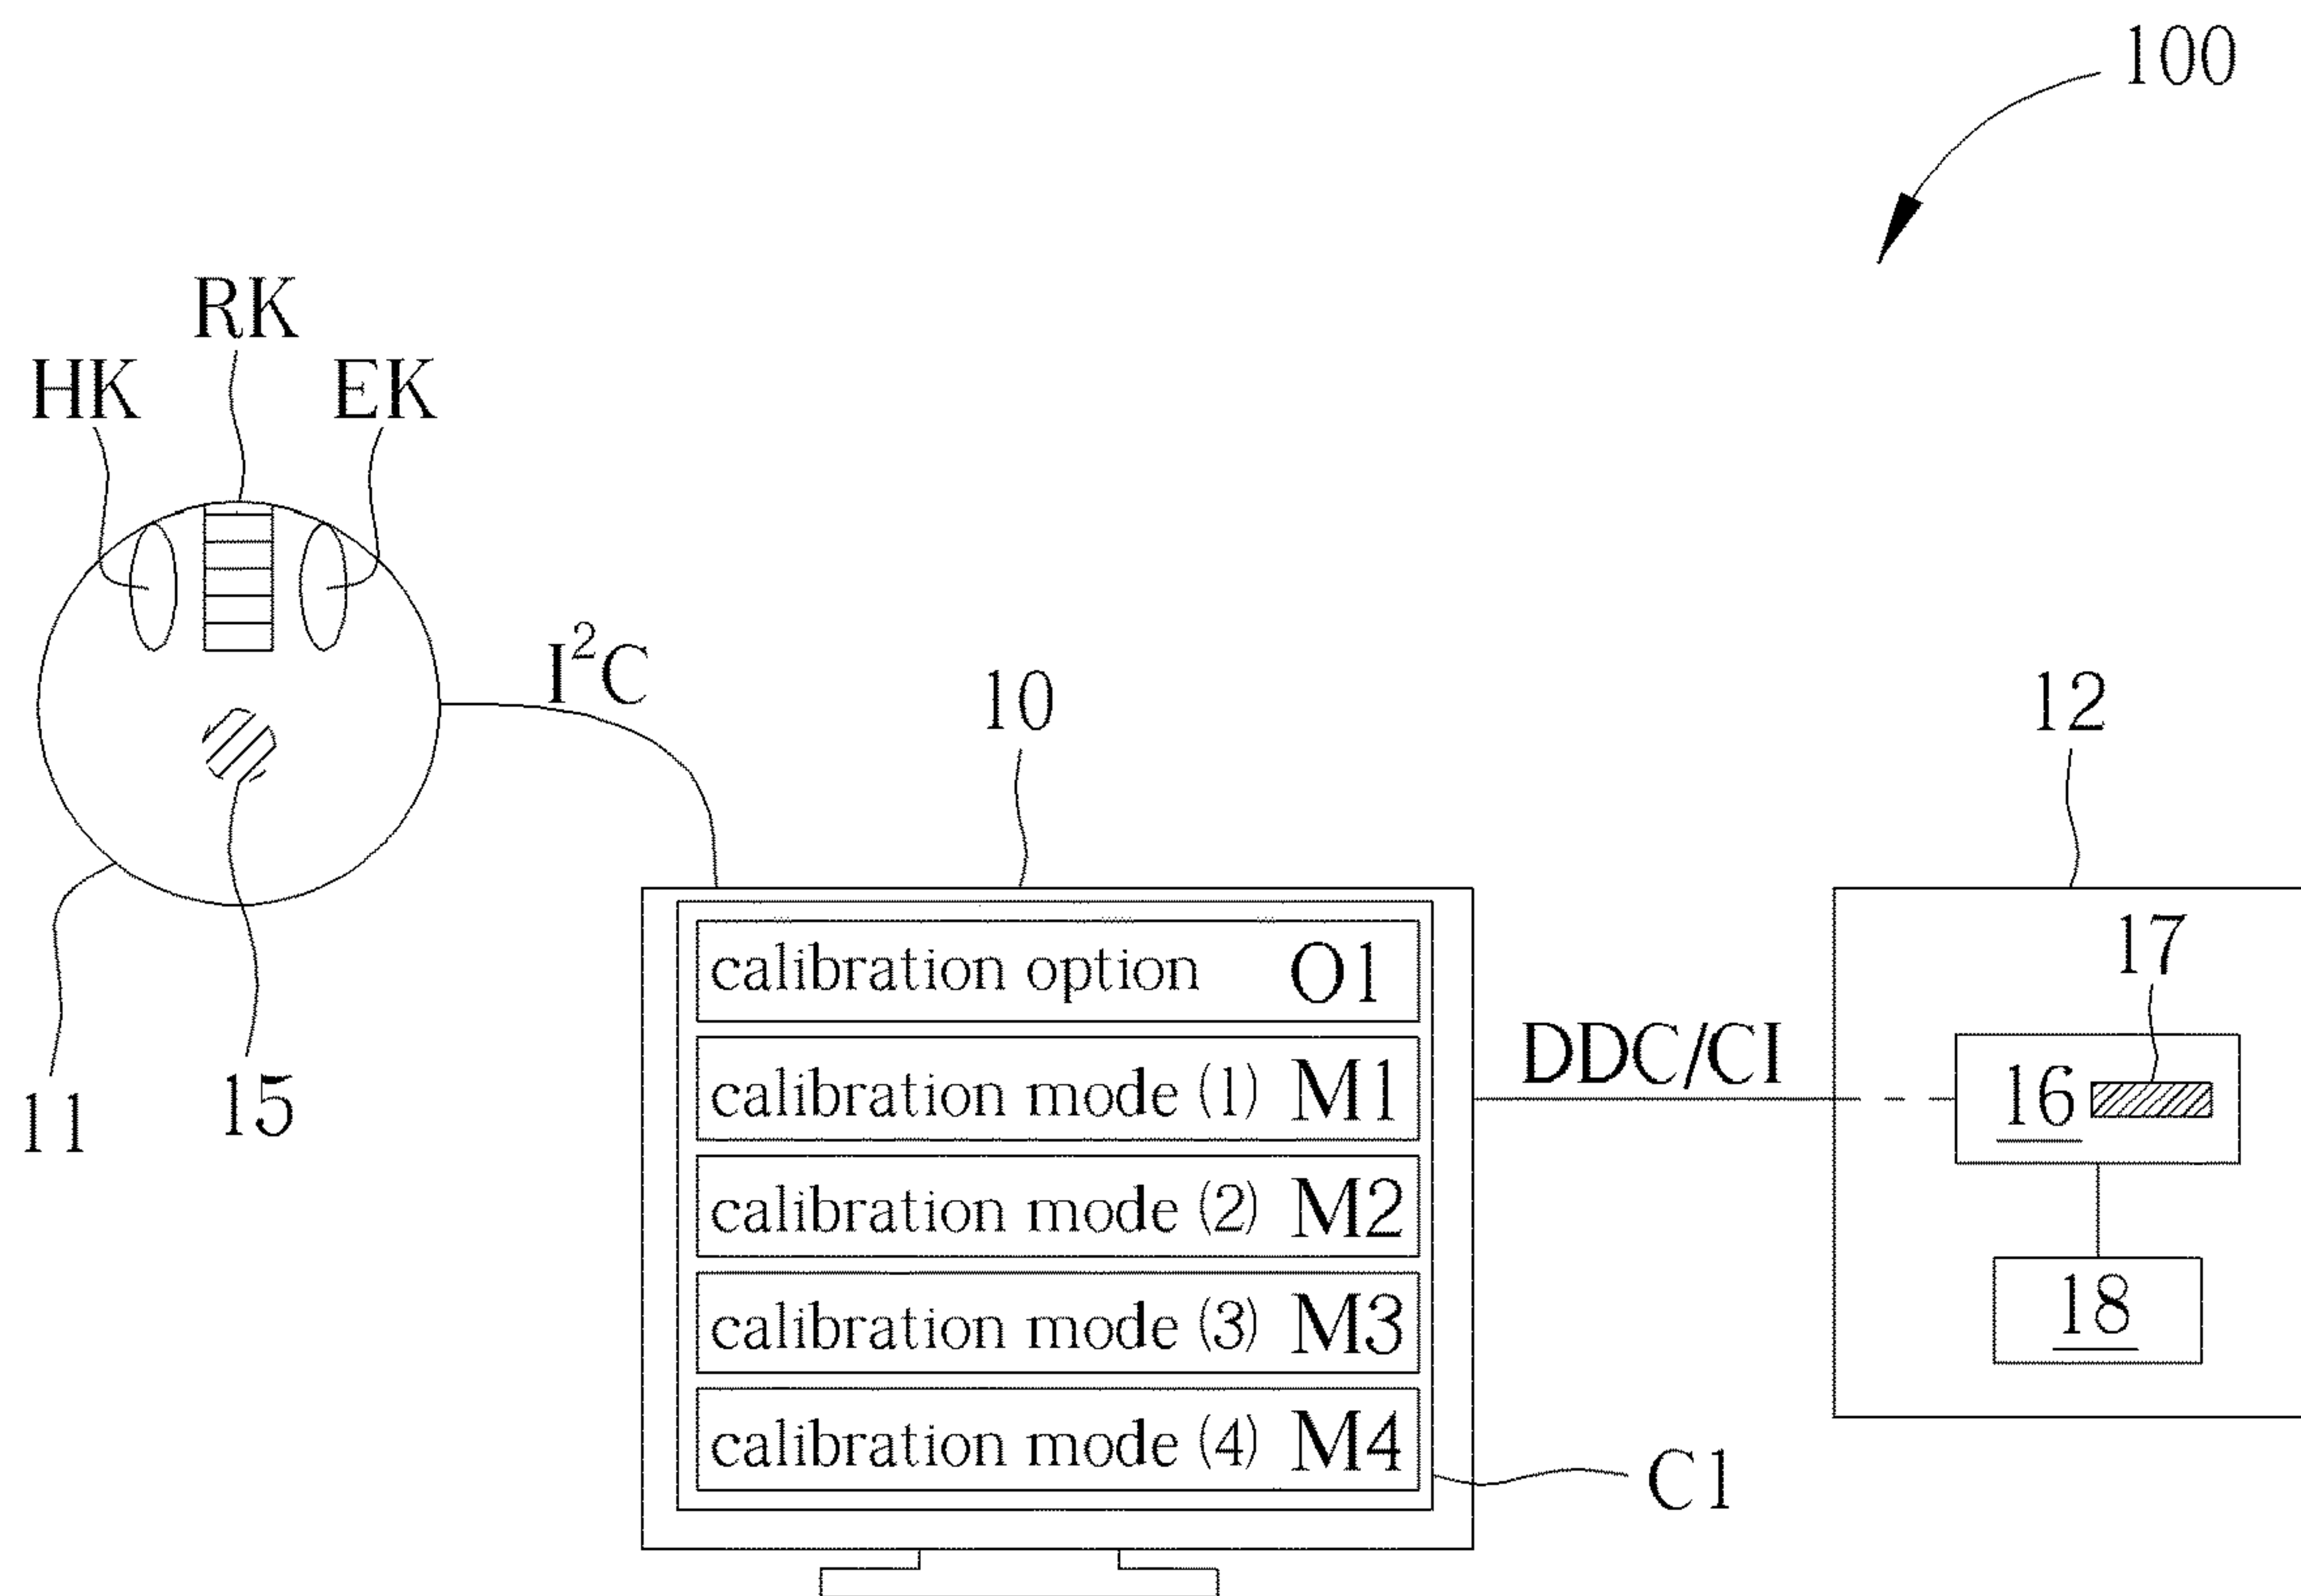 100
RK
HK
EK
I²C
10
12
17
calibration option O1
calibration mode (1) M1
DDC/CI
16
11
15
calibration mode (2) M2
calibration mode (3) M3
18
calibration mode (4) M4
C1